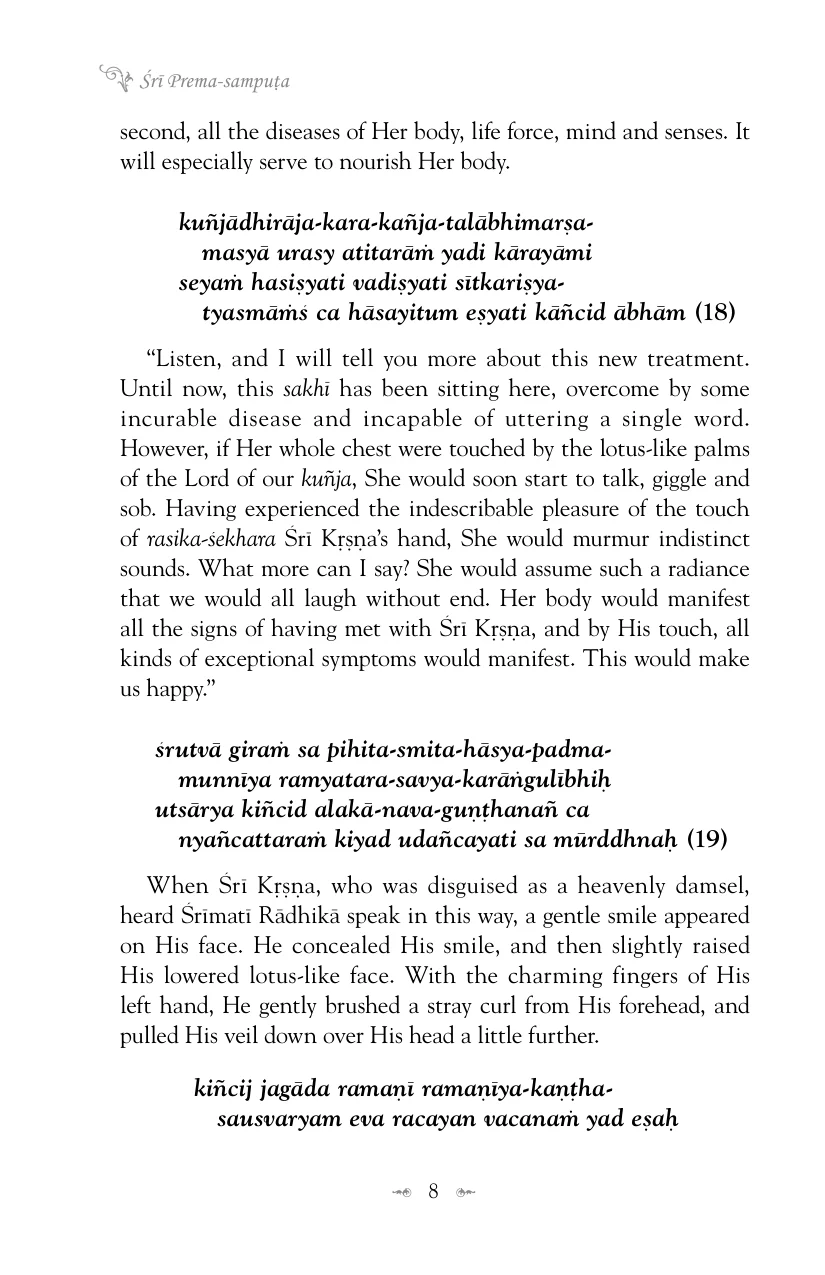 Śrī Prema-sampuṭa
second, all the diseases of Her body, life force, mind and senses. It
will especially serve to nourish Her body.
kuñjādhirāja-kara-kañja-talābhimarṣa-
masyā urasy atitarāṁ yadi kārayāmi
seyaṁ hasiṣyati vadiṣyati sītkariṣya-
tyasmāṁś ca hāsayitum eṣyati kāñcid ābhām (18)
“Listen, and I will tell you more about this new treatment.
Until now, this sakhī has been sitting here, overcome by some
incurable disease and incapable of uttering a single word.
However, if Her whole chest were touched by the lotus-like palms
of the Lord of our kuñja, She would soon start to talk, giggle and
sob. Having experienced the indescribable pleasure of the touch
of rasika-śekhara Śrī Kṛṣṇa’s hand, She would murmur indistinct
sounds. What more can I say? She would assume such a radiance
that we would all laugh without end. Her body would manifest
all the signs of having met with Śrī Kṛṣṇa, and by His touch, all
kinds of exceptional symptoms would manifest. This would make
us happy.”
śrutvā giraṁ sa pihita-smita-hāsya-padma-
munnīya ramyatara-savya-karāṅgulībhiḥ
utsārya kiñcid alakā-nava-guṇṭhanañ ca
nyañcattaraṁ kiyad udañcayati sa mūrddhnaḥ (19)
When Śrī Kṛṣṇa, who was disguised as a heavenly damsel,
heard Śrīmatī Rādhikā speak in this way, a gentle smile appeared
on His face. He concealed His smile, and then slightly raised
His lowered lotus-like face. With the charming fingers of His
left hand, He gently brushed a stray curl from His forehead, and
pulled His veil down over His head a little further.
kiñcij jagāda ramaṇī ramaṇīya-kaṇṭha-
sausvaryam eva racayan vacanaṁ yad eṣaḥ
8